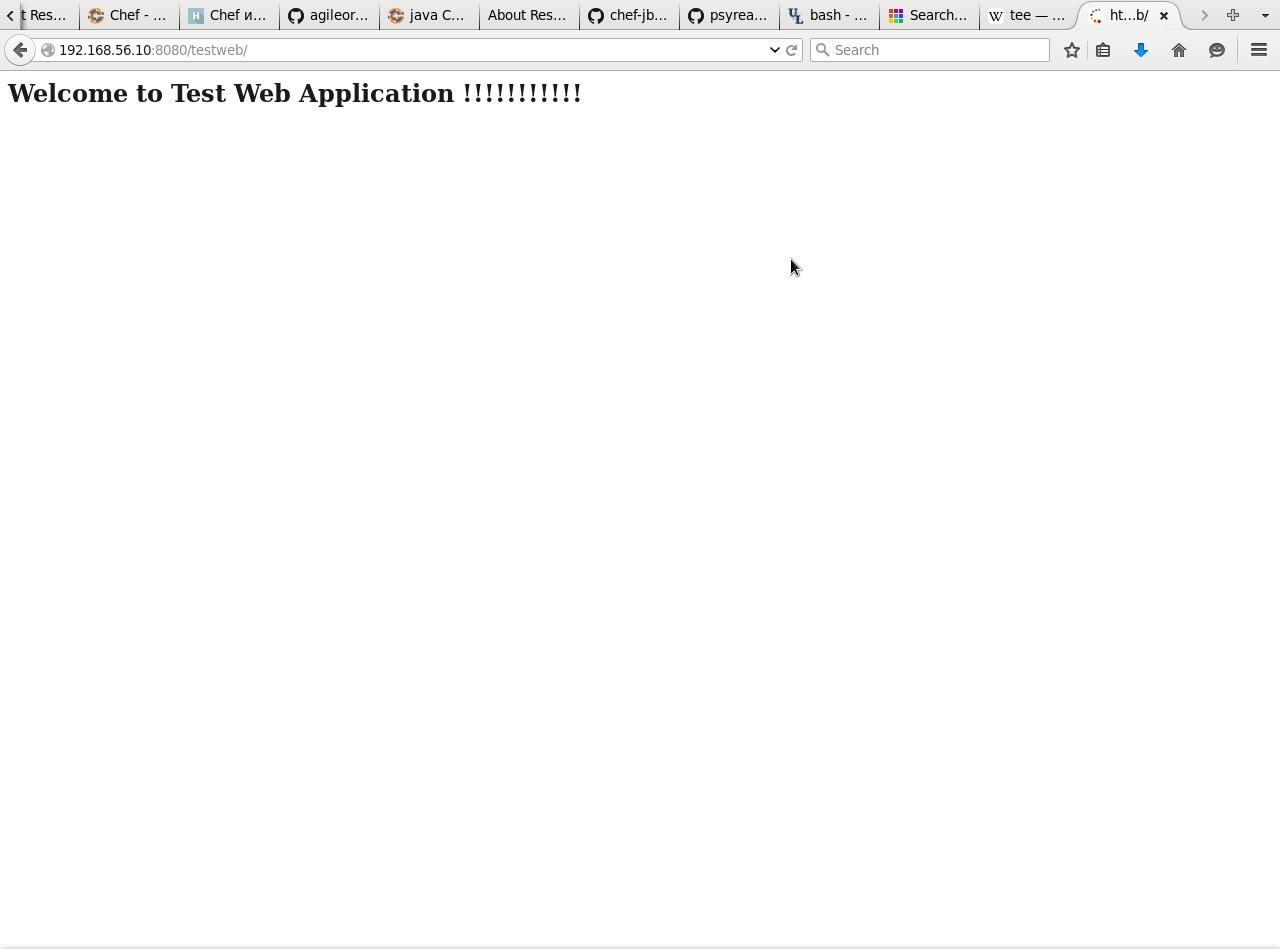 t Res... Chef - ... Chef и... agileor... java C... About Res... chef-jb... psyrea... bash - ... Search... tee — ... ht...b/
192.168.56.10:8080/testweb/ Search
Welcome to Test Web Application !!!!!!!!!!!